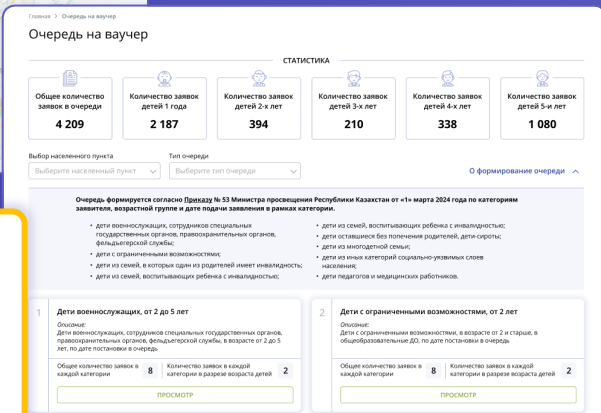 Главная > Очередь на ваучер
Очередь на ваучер
СТАТИСТИКА
Общее количество заявок в очереди
4 209
Количество заявок детей 1 года
2 187
Количество заявок детей 2-х лет
394
Количество заявок детей 3-х лет
210
Количество заявок детей 4-х лет
338
Количество заявок детей 5-и лет
1 080
Выбор населенного пункта
Выберите населенный пункт
Тип очереди
Выберите тип очереди
О формирование очереди
Очередь формируется согласно Приказу № 53 Министра просвещения Республики Казахстан от «1» марта 2024 года по категориям
заявителя, возрастной группе и дате подачи заявления в рамках категории.
• дети военнослужащих, сотрудников специальных
государственных органов, правоохранительных органов,
фельдъегерской службы;
• дети с ограниченными возможностями;
• дети из семей, в которых один из родителей имеет инвалидность;
• дети из семей, воспитывающих ребенка с инвалидностью;
• дети из семей, воспитывающих ребенка с инвалидностью;
• дети оставшиеся без попечения родителей, дети-сироты;
• дети из многодетной семьи;
• дети из иных категорий социально-уязвимых слоев
населения;
• дети педагогов и медицинских работников.
1
Дети военнослужащих, от 2 до 5 лет
Описание:
Дети военнослужащих, сотрудников специальных государственных органов,
правоохранительных органов, фельдъегерской службы, в возрасте от 2 до 5
лет, по дате постановки в очередь
Общее количество заявок в
каждой категории
8
Количество заявок в каждой
категории в разрезе возраста детей
2
ПРОСМОТР
2
Дети с ограниченными возможностями, от 2 лет
Описание:
Дети с ограниченными возможностями, в возрасте от 2 и старше, в
общеобразовательные ДО, по дате постановки в очередь
Общее количество заявок в
каждой категории
8
Количество заявок в каждой
категории в разрезе возраста детей
2
ПРОСМОТР